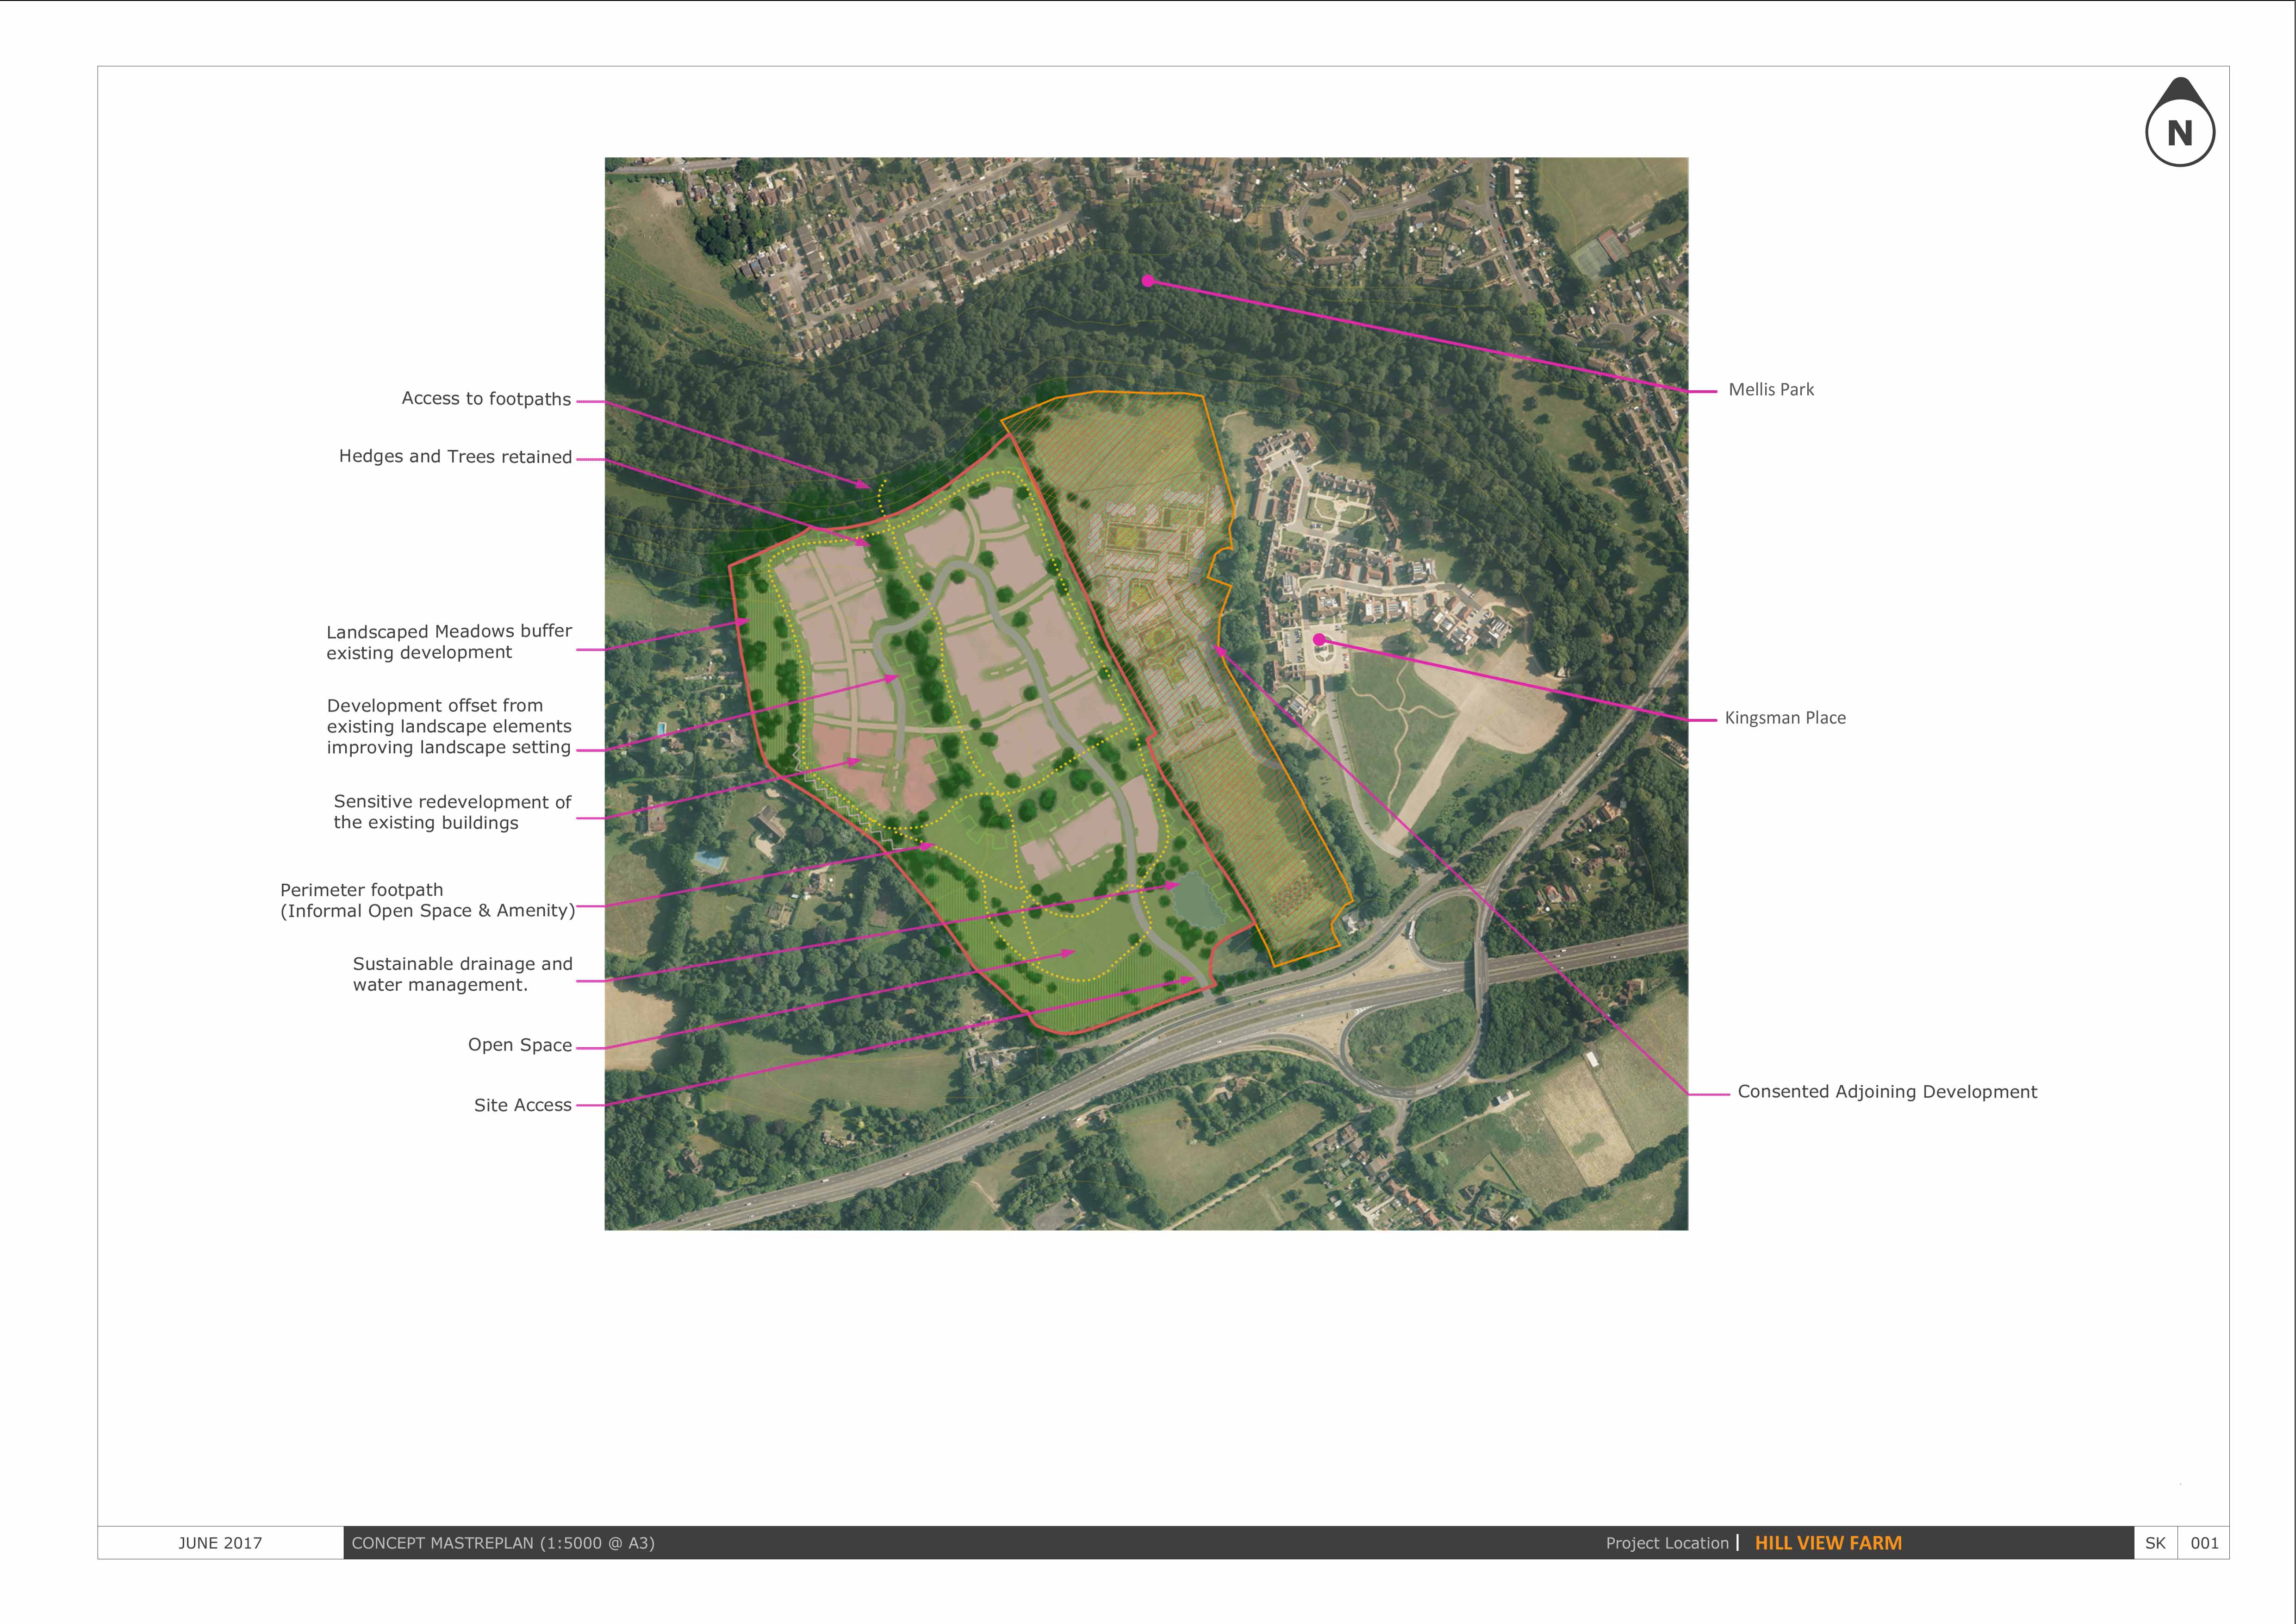 N
Access to footpaths
Hedges and Trees retained
Landscaped Meadows buffer
existing development
Development offset from
existing landscape elements
improving landscape setting
Sensitive redevelopment of
the existing buildings
Perimeter footpath
(Informal Open Space & Amenity)
Sustainable drainage and
water management.
Open Space
Site Access
Mellis Park
Kingsman Place
Consented Adjoining Development
JUNE 2017
CONCEPT MASTREPLAN (1:5000 @ A3)
Project Location | HILL VIEW FARM
SK 001